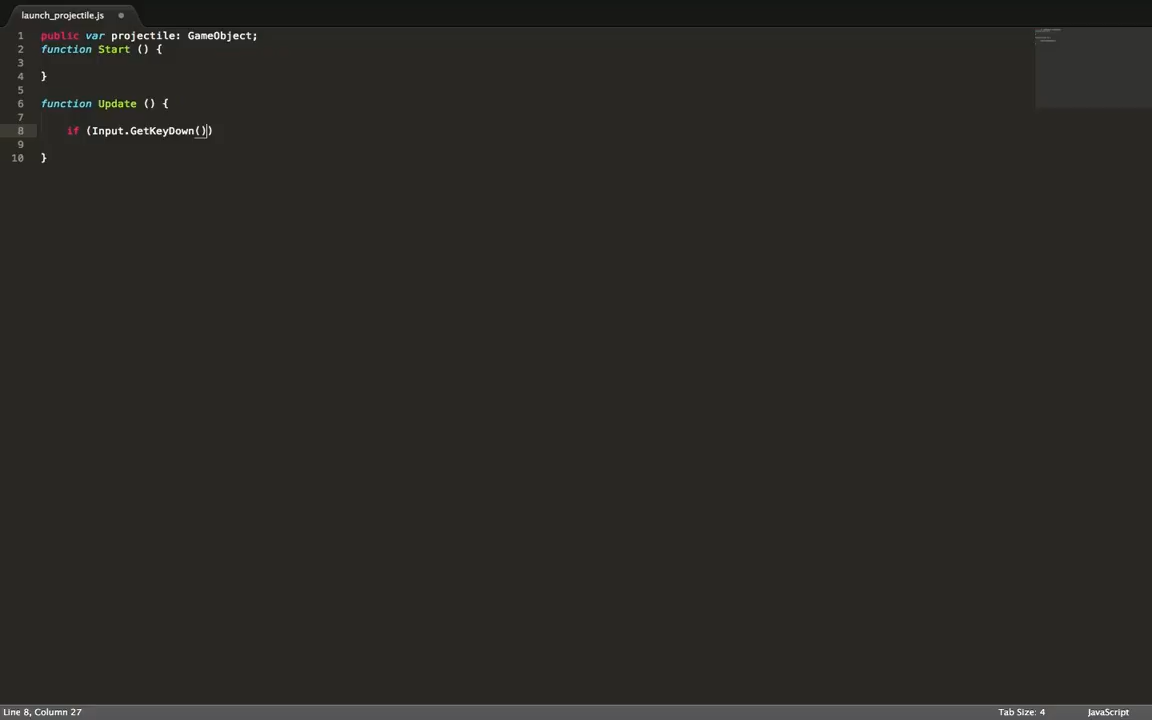 launch_projectile.js
1 public var projectile: GameObject;
2 function Start () {
3
4 }
5
6 function Update () {
7
8 if (Input.GetKeyDown())
9
10 }
Line 8, Column 27 Tab Size: 4 JavaScript